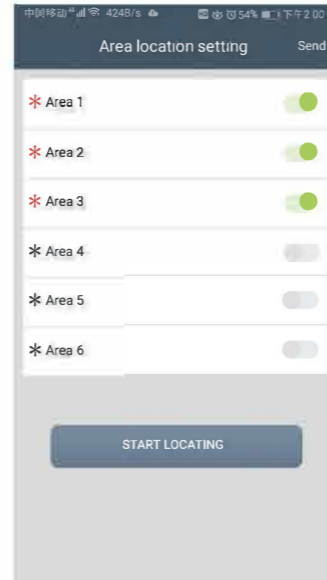 中国移动 424B/s 54% 下午2:00
Area location setting Send
Area 1
Area 2
Area 3
Area 4
Area 5
Area 6
START LOCATING